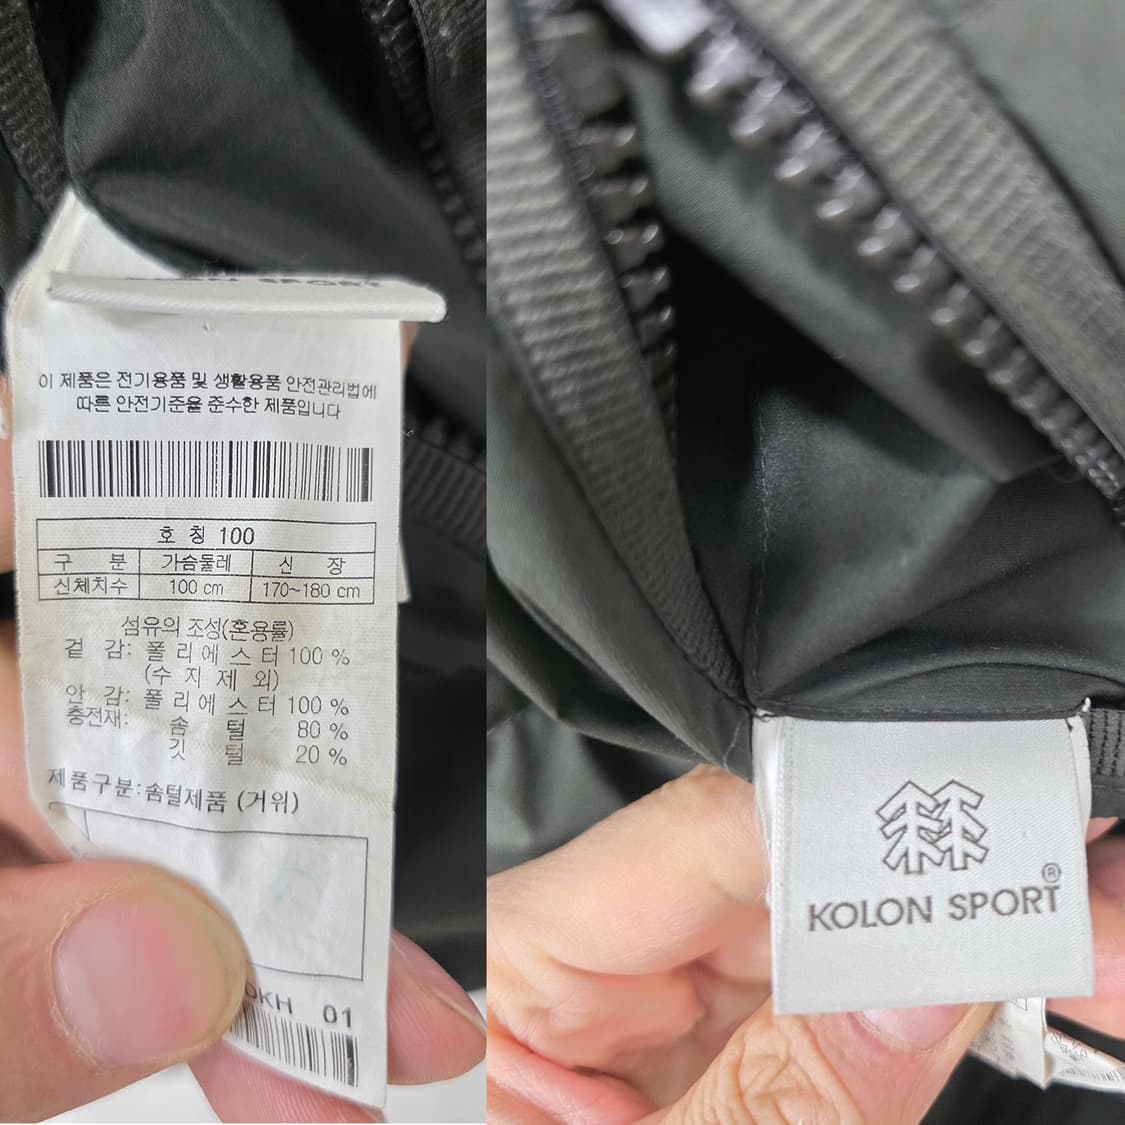 이 제품은 전기용품 및 생활용품 안전관리법에
따른 안전기준을 준수한 제품입니다
호 칭 100
구 분 가슴둘레 신 장
신체치수 100 cm 170~180 cm
섬유의 조성(혼용률)
겉 감: 폴 리 에 스 터 100 %
(수 지 제 외)
안 감: 폴 리 에 스 터 100 %
충전재: 솜 털 80 %
깃 털 20 %
제품구분:솜털제품 (거위)
DKH 01
KOLON SPORT®